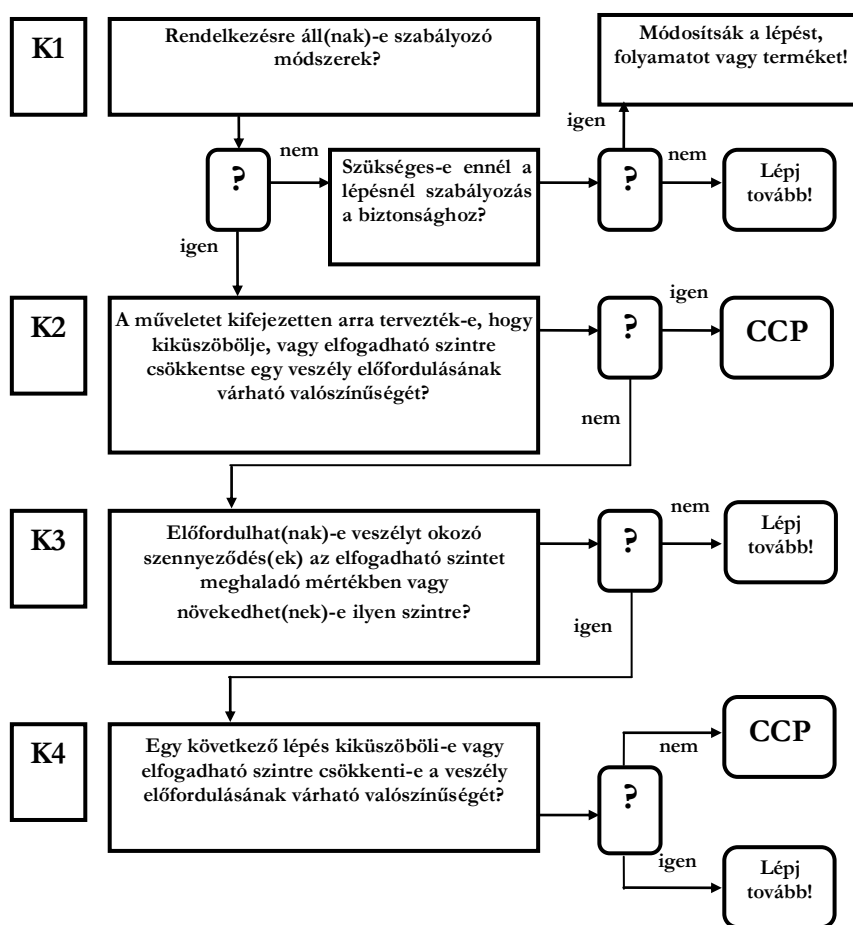 K1
Rendelkezésre áll(nak)-e szabályozó
módszerek?
Módosítsák a lépést,
folyamatot vagy terméket!
igen
?
nem
Szükséges-e ennél a
lépésnél szabályozás
a biztonsághoz?
?
nem
Lépj
tovább!
igen
K2
A műveletet kifejezetten arra tervezték-e, hogy
kiküszöbölje, vagy elfogadható szintre
csökkentse egy veszély előfordulásának
várható valószínűségét?
?
igen
CCP
nem
K3
Előfordulhat(nak)-e veszélyt okozó
szennyeződés(ek) az elfogadható szintet
meghaladó mértékben vagy
növekedhet(nek)-e ilyen szintre?
?
nem
Lépj
tovább!
igen
K4
Egy következő lépés kiküszöböli-e vagy
elfogadható szintre csökkenti-e a veszély
előfordulásának várható valószínűségét?
?
nem
CCP
igen
Lépj
tovább!